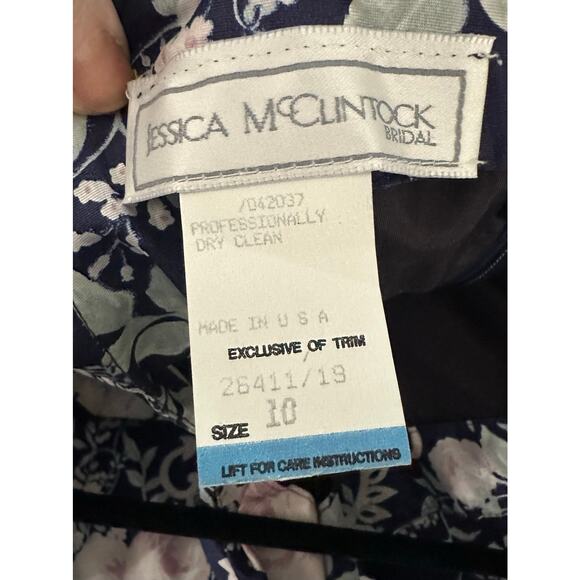 JESSICA MCCLINTOCK
BRIDAL
/042037
PROFESSIONALLY
DRY CLEAN
MADE IN U S A
EXCLUSIVE OF TRIM
26411/19
SIZE 10
LIFT FOR CARE INSTRUCTIONS